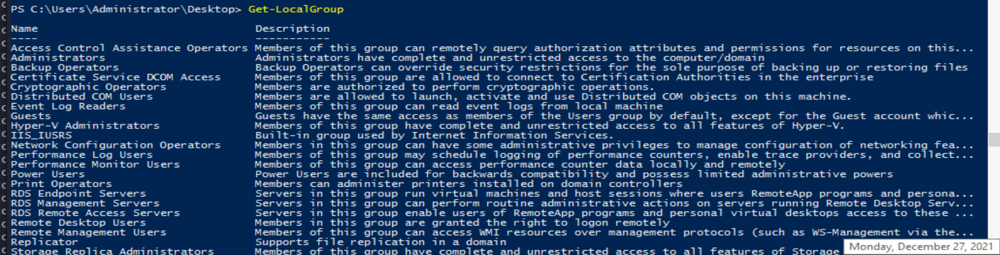 PS C:\Users\Administrator\Desktop> Get-LocalGroup
Name Description
---- -----------
Access Control Assistance Operators Members of this group can remotely query authorization attributes and permissions for resources on this...
Administrators Administrators have complete and unrestricted access to the computer/domain
Backup Operators Backup Operators can override security restrictions for the sole purpose of backing up or restoring files
Certificate Service DCOM Access Members of this group are allowed to connect to Certification Authorities in the enterprise
Cryptographic Operators Members are authorized to perform cryptographic operations.
Distributed COM Users Members are allowed to launch, activate and use Distributed COM objects on this machine.
Event Log Readers Members of this group can read event logs from local machine
Guests Guests have the same access as members of the Users group by default, except for the Guest account whic...
Hyper-V Administrators Members of this group have complete and unrestricted access to all features of Hyper-V.
IIS_IUSRS Built-in group used by Internet Information Services.
Network Configuration Operators Members in this group can have some administrative privileges to manage configuration of networking fea...
Performance Log Users Members of this group may schedule logging of performance counters, enable trace providers, and collect...
Performance Monitor Users Members of this group can access performance counter data locally and remotely
Power Users Power Users are included for backwards compatibility and possess limited administrative powers
Print Operators Members can administer printers installed on domain controllers
RDS Endpoint Servers Servers in this group run virtual machines and host sessions where users RemoteApp programs and persona...
RDS Management Servers Servers in this group can perform routine administrative actions on servers running Remote Desktop Serv...
RDS Remote Access Servers Servers in this group enable users of RemoteApp programs and personal virtual desktops access to these ...
Remote Desktop Users Members in this group are granted the right to logon remotely
Remote Management Users Members of this group can access WMI resources over management protocols (such as WS-Management via the...
Replicator Supports file replication in a domain
Storage Replica Administrators Members of this group have complete and unrestricted access to all features of Storage
Monday, December 27, 2021